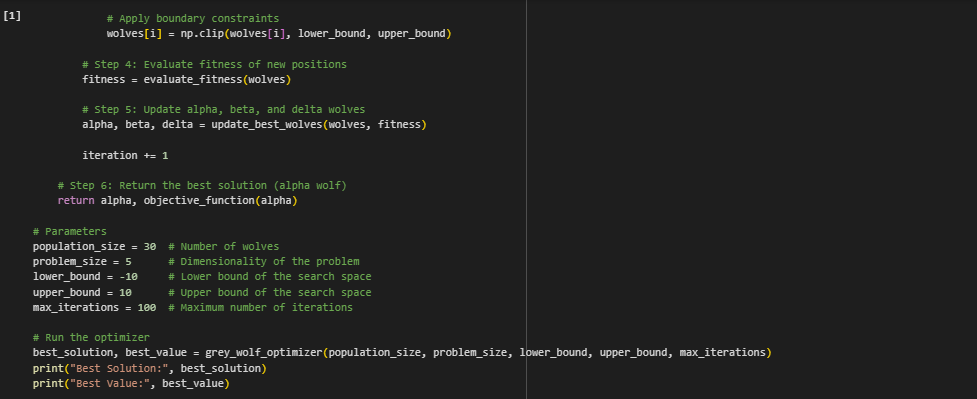 [1]
            # Apply boundary constraints
            wolves[i] = np.clip(wolves[i], lower_bound, upper_bound)

        # Step 4: Evaluate fitness of new positions
        fitness = evaluate_fitness(wolves)

        # Step 5: Update alpha, beta, and delta wolves
        alpha, beta, delta = update_best_wolves(wolves, fitness)

        iteration += 1

    # Step 6: Return the best solution (alpha wolf)
    return alpha, objective_function(alpha)

# Parameters
population_size = 30  # Number of wolves
problem_size = 5      # Dimensionality of the problem
lower_bound = -10     # Lower bound of the search space
upper_bound = 10      # Upper bound of the search space
max_iterations = 100  # Maximum number of iterations

# Run the optimizer
best_solution, best_value = grey_wolf_optimizer(population_size, problem_size, lower_bound, upper_bound, max_iterations)
print("Best Solution:", best_solution)
print("Best Value:", best_value)